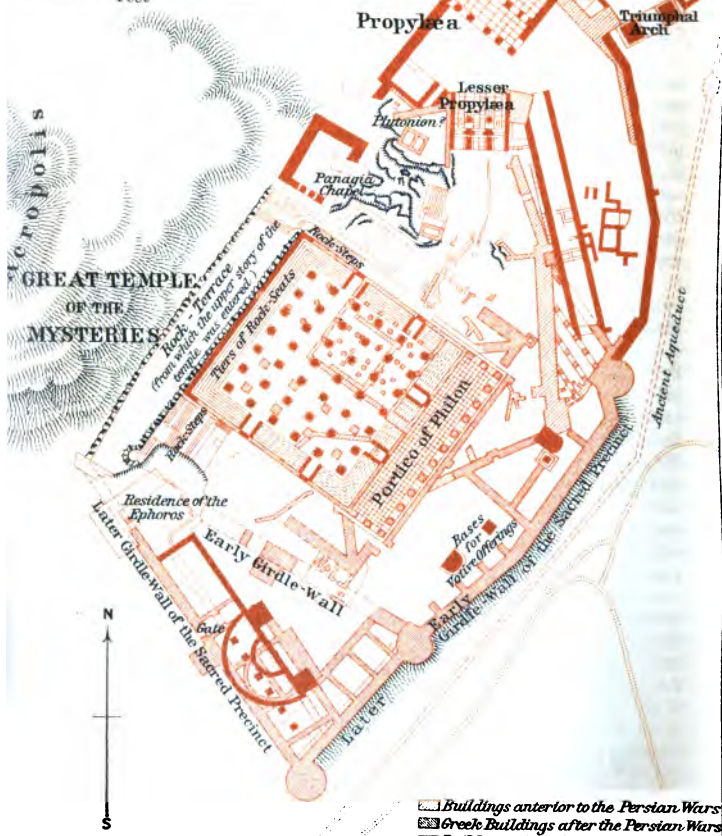 Feet
Propylæa
Triumphal
Arch
Lesser
Propylæa
Plutonion?
Panagia
Chapel
Acropolis
Rock-Steps
GREAT TEMPLE
OF THE
MYSTERIES
Rock-Terrace
(from which the upper story of the
temple was entered.)
Tiers of Rock-Seats
Ancient Aqueduct
Portico of Philon
Rock-Steps
Residence of the
Ephoros
Early Girdle-wall
Bases
for
Votive Offerings
Early
Later Girdle-wall of the Sacred Precinct
Gate
Later Girdle-wall of the Sacred Precinct
N
S
Buildings anterior to the Persian Wars
Greek Buildings after the Persian Wars